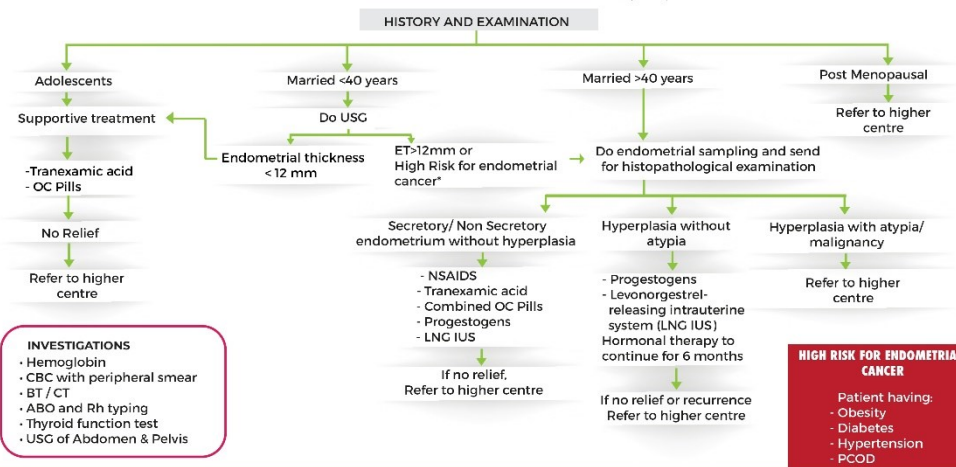 HISTORY AND EXAMINATION
Adolescents
Married <40 years
Married >40 years
Post Menopausal
Supportive treatment
Do USG
Refer to higher
centre
Endometrial thickness
< 12 mm
ET>12mm or
High Risk for endometrial
cancer*
Do endometrial sampling and send
for histopathological examination
-Tranexamic acid
- OC Pills
No Relief
Refer to higher
centre
Secretory/ Non Secretory
endometrium without hyperplasia
Hyperplasia without
atypia
Hyperplasia with atypia/
malignancy
- NSAIDS
- Tranexamic acid
- Combined OC Pills
- Progestogens
- LNG IUS
- Progestogens
- Levonorgestrel-
releasing intrauterine
system (LNG IUS)
Hormonal therapy to
continue for 6 months
Refer to higher
centre
If no relief,
Refer to higher centre
If no relief or recurrence
Refer to higher centre
INVESTIGATIONS
• Hemoglobin
• CBC with peripheral smear
• BT / CT
• ABO and Rh typing
• Thyroid function test
• USG of Abdomen & Pelvis
HIGH RISK FOR ENDOMETRIA
CANCER
Patient having:
- Obesity
- Diabetes
- Hypertension
- PCOD